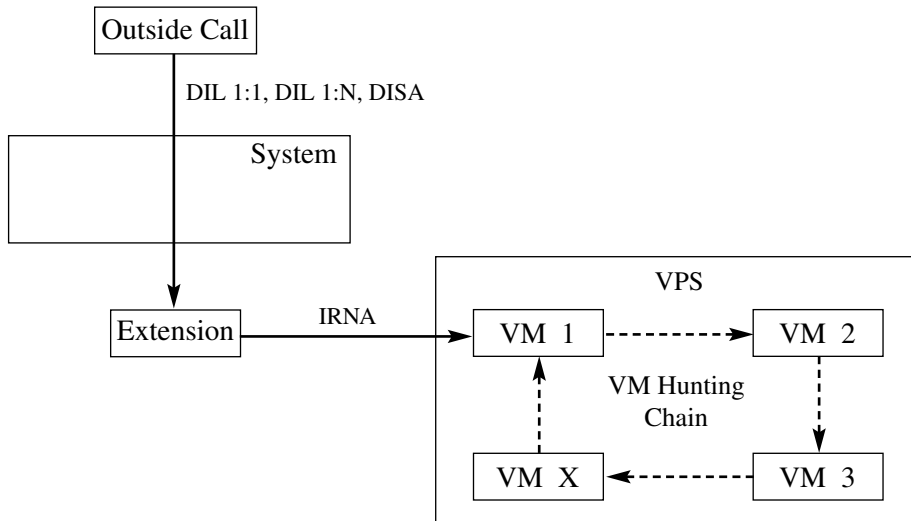 Outside Call
DIL 1:1, DIL 1:N, DISA
System
VPS
Extension
IRNA
VM 1
VM 2
VM Hunting
Chain
VM X
VM 3